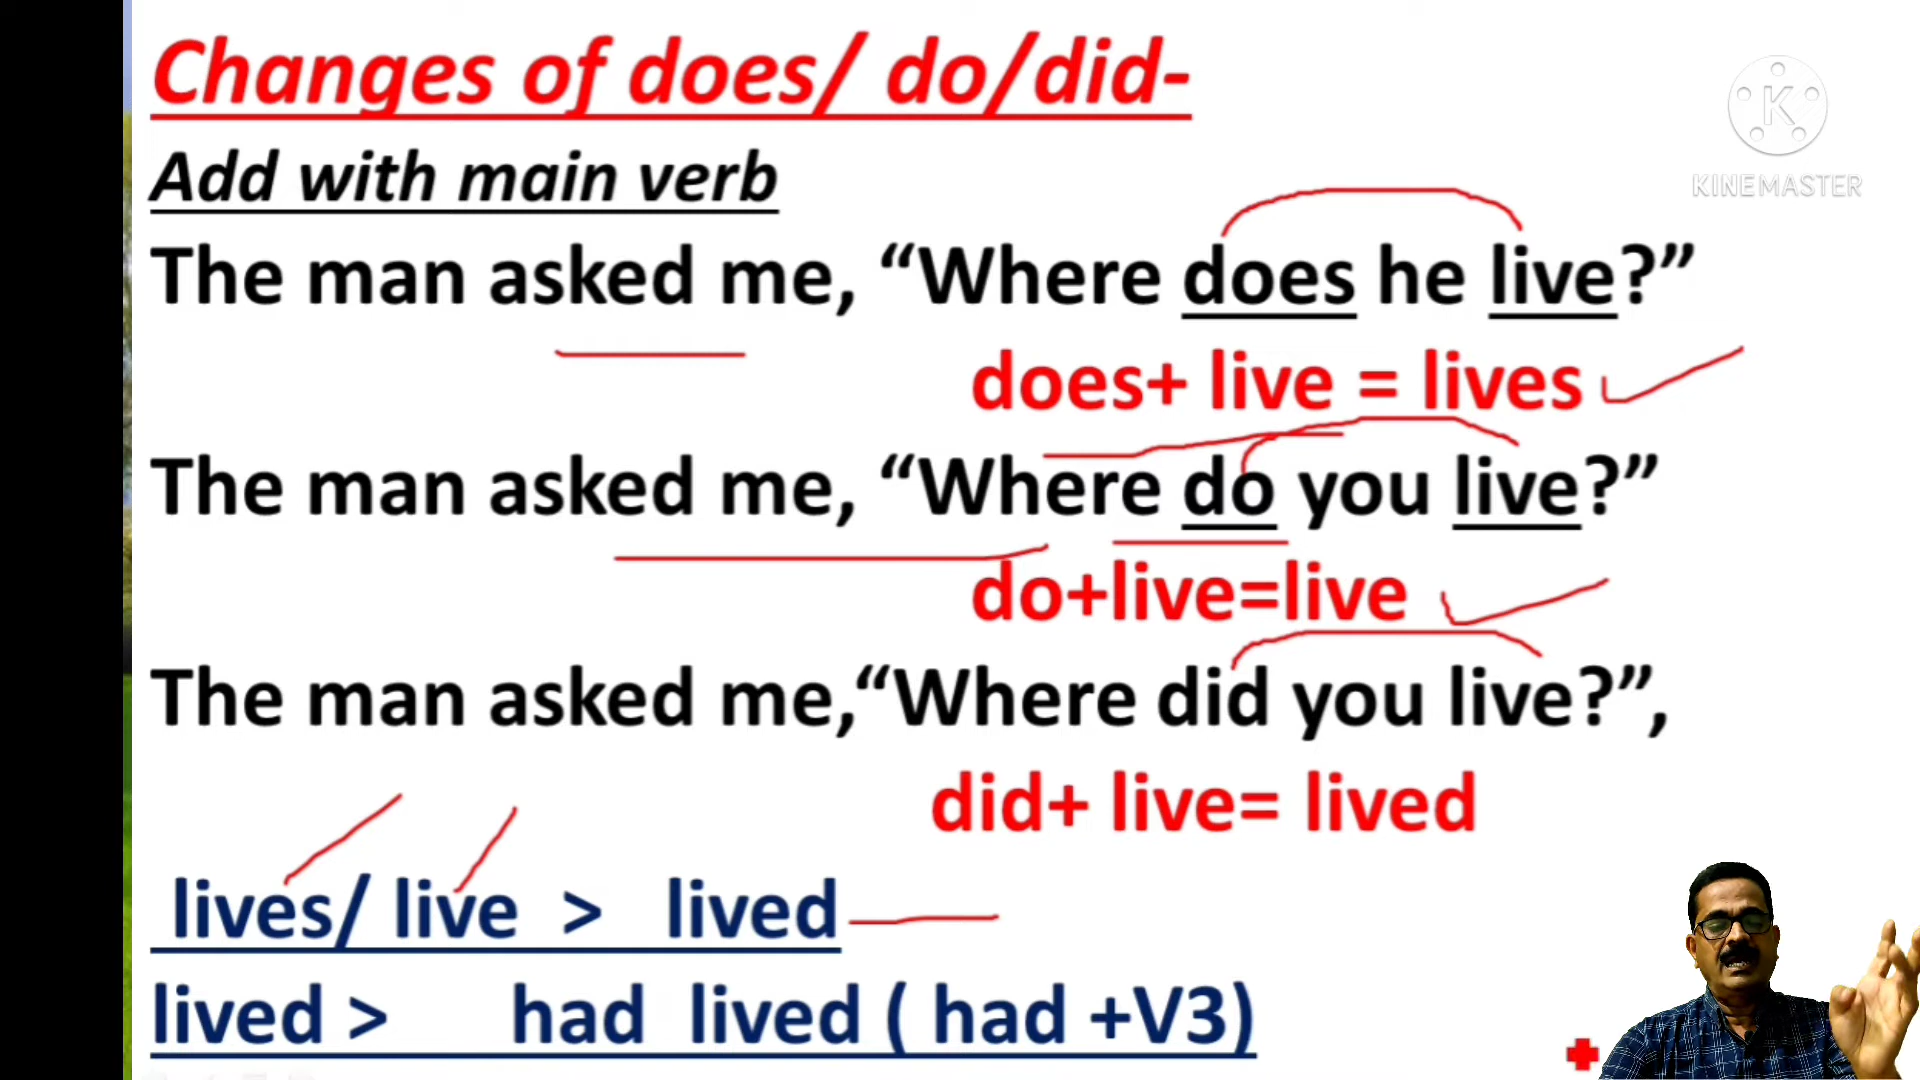 Changes of does/ do/did-
KINEMASTER
Add with main verb
The man asked me, “Where does he live?”
does+ live = lives
The man asked me, “Where do you live?”
do+live=live
The man asked me,“Where did you live?”,
did+ live= lived
lives/ live > lived
lived > had lived ( had +V3)